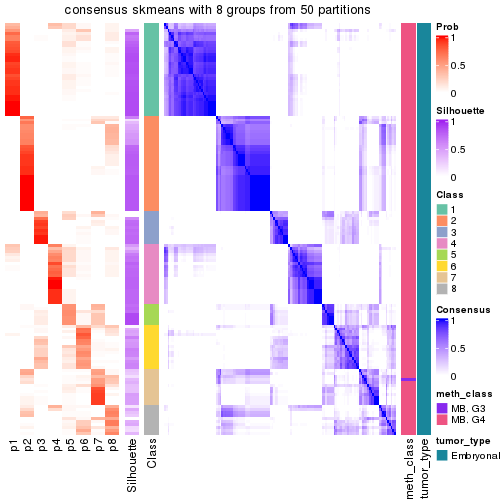 consensus skmeans with 8 groups from 50 partitions
Prob
1
0.5
0
Silhouette
1
0.5
0
Class
1
2
3
4
5
6
7
8
Consensus
1
0.5
0
meth_class
MB. G3
MB. G4
tumor_type
Embryonal
p1
p2
p3
p4
p5
p6
p7
p8
Silhouette
Class
meth_class
tumor_type